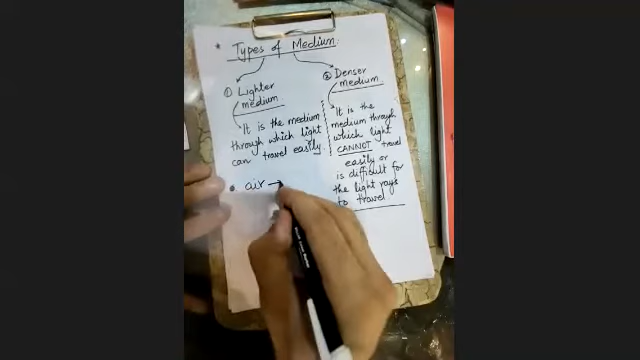 * Types of Medium
① Lighter
medium
It is the medium
through which light
can travel easily.
② Denser
medium
It is the
medium through
which light
CANNOT travel
easily or
is difficult for
the light rays
to travel
• air →